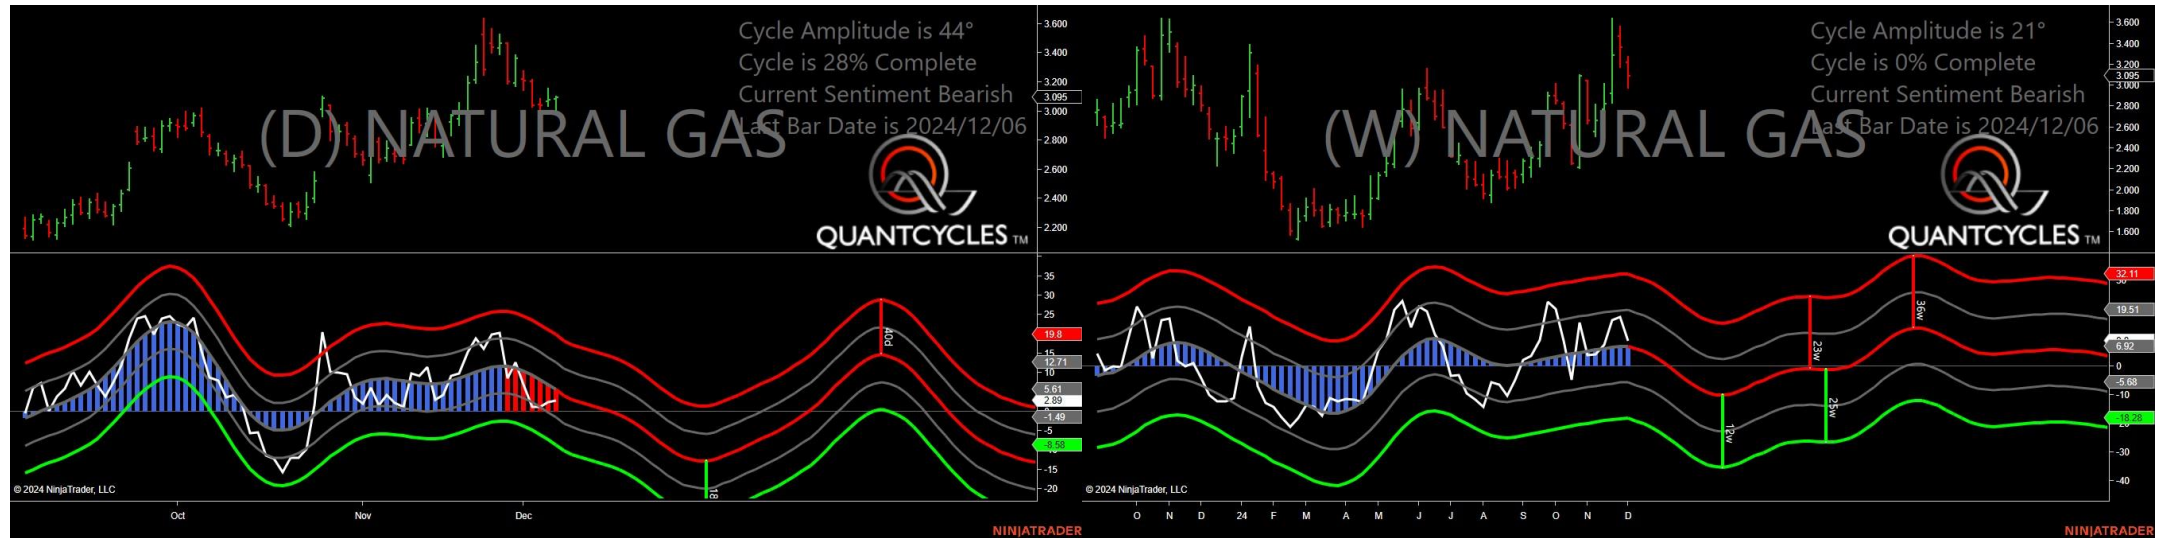 Cycle Amplitude is 44°
Cycle is 28% Complete
Current Sentiment Bearish
Last Bar Date is 2024/12/06
(D) NATURAL GAS
QUANTCYCLES TM
3.600
3.400
3.200
3.095
3.000
2.800
2.600
2.400
2.200
35
30
25
19.8
15
12.71
10
5.61
2.89
-1.49
-5
-8.58
-15
-20
40d
18
© 2024 NinjaTrader, LLC
Oct Nov Dec
NINJATRADER
Cycle Amplitude is 21°
Cycle is 0% Complete
Current Sentiment Bearish
Last Bar Date is 2024/12/06
(W) NATURAL GAS
QUANTCYCLES TM
3.600
3.400
3.200
3.095
3.000
2.800
2.600
2.400
2.200
2.000
1.800
1.600
32.11
30
19.51
6.92
0
-5.68
-10
-18.28
-30
-40
12w
23w
25w
36w
© 2024 NinjaTrader, LLC
O N D 24 F M A M J J A S O N D
NINJATRADER